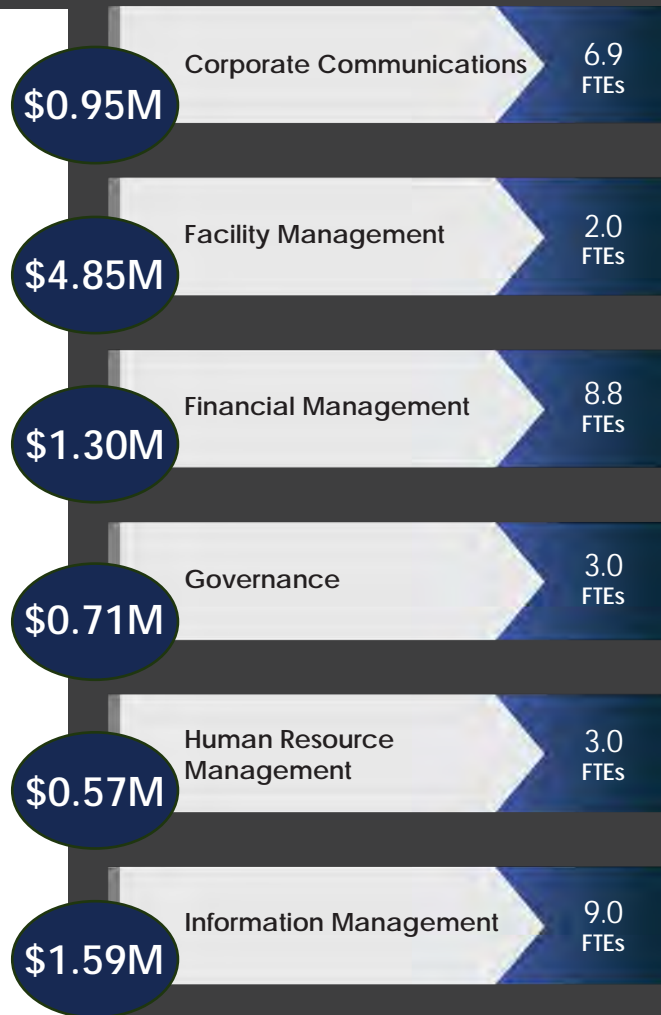 Corporate Communications
6.9
FTEs
$0.95M
Facility Management
2.0
FTEs
$4.85M
Financial Management
8.8
FTEs
$1.30M
Governance
3.0
FTEs
$0.71M
Human Resource
Management
3.0
FTEs
$0.57M
Information Management
9.0
FTEs
$1.59M